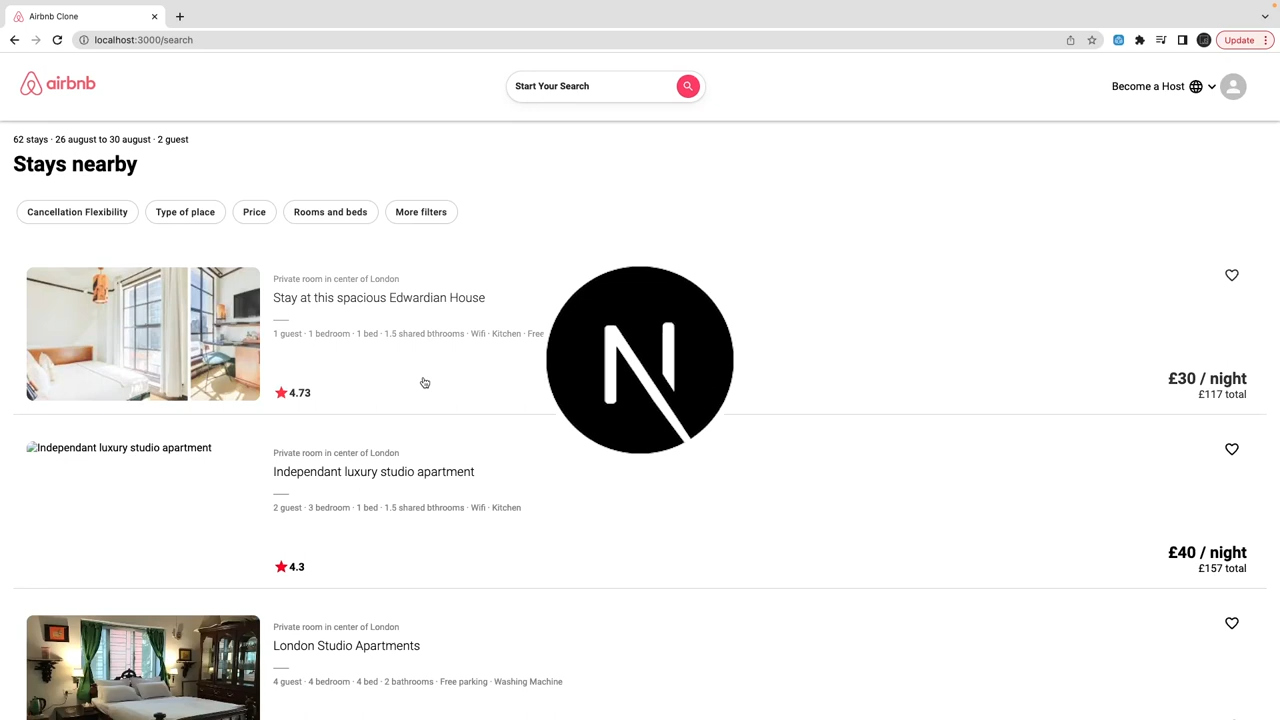 Airbnb Clone
localhost:3000/search
Update
airbnb
Start Your Search
Become a Host
62 stays · 26 august to 30 august · 2 guest
Stays nearby
Cancellation Flexibility
Type of place
Price
Rooms and beds
More filters
Private room in center of London
Stay at this spacious Edwardian House
1 guest · 1 bedroom · 1 bed · 1.5 shared bthrooms · Wifi · Kitchen · Free
4.73
£30 / night
£117 total
N
Independant luxury studio apartment
Private room in center of London
Independant luxury studio apartment
2 guest · 3 bedroom · 1 bed · 1.5 shared bthrooms · Wifi · Kitchen
4.3
£40 / night
£157 total
Private room in center of London
London Studio Apartments
4 guest · 4 bedroom · 4 bed · 2 bathrooms · Free parking · Washing Machine